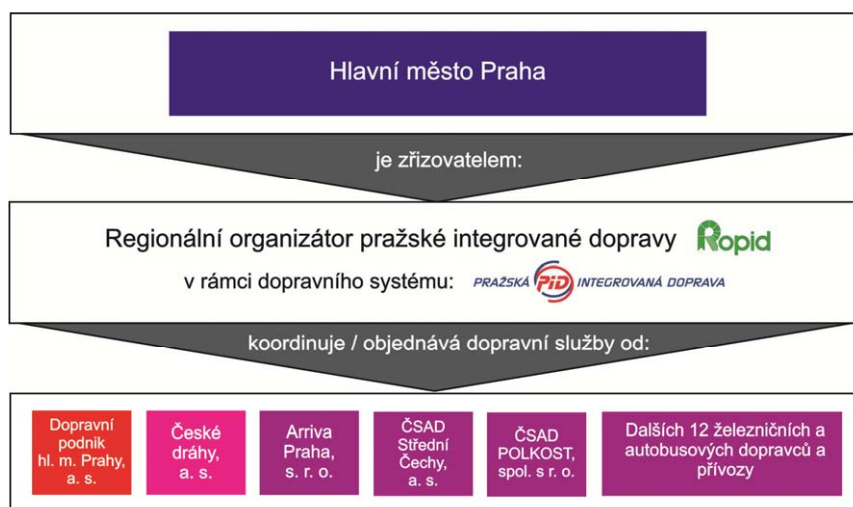 Hlavní město Praha
je zřizovatelem:
Regionální organizátor pražské integrované dopravy Ropid
v rámci dopravního systému: PRAŽSKÁ PID INTEGROVANÁ DOPRAVA
koordinuje / objednává dopravní služby od:
Dopravní
podnik
hl. m. Prahy,
a. s.
České
dráhy,
a. s.
Arriva
Praha,
s. r. o.
ČSAD
Střední
Čechy,
a. s.
ČSAD
POLKOST,
spol. s r. o.
Dalších 12 železničních a
autobusových dopravců a
přívozy